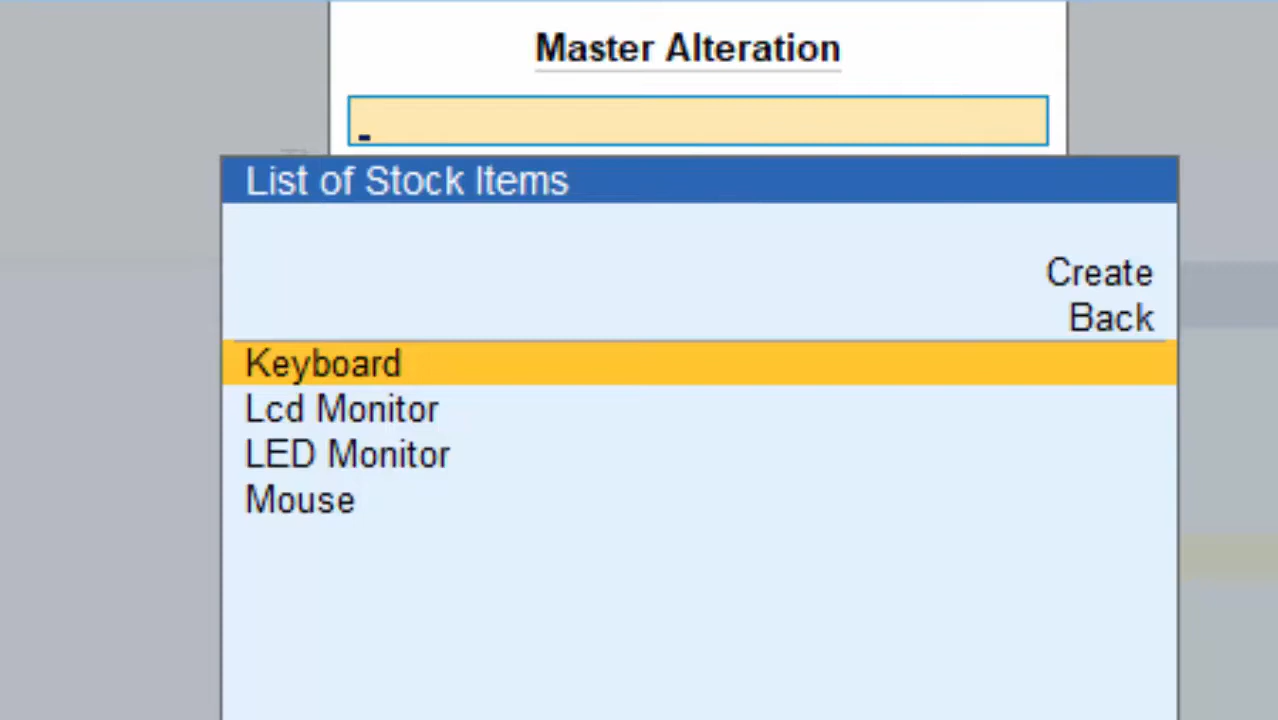 Master Alteration
List of Stock Items
Create
Back
Keyboard
Lcd Monitor
LED Monitor
Mouse